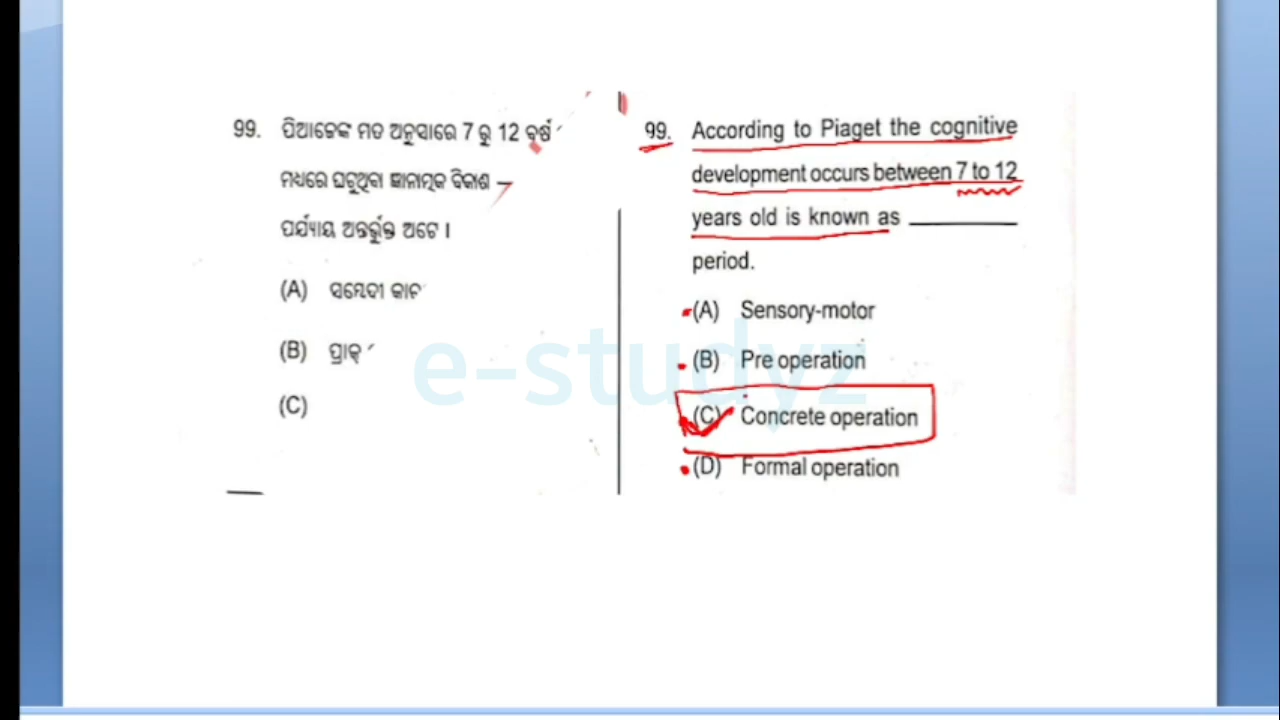 99. ପିଆଜେଙ୍କ ମତ ଅନୁସାରେ 7 ରୁ 12 ବର୍ଷ
ମଧ୍ୟରେ ଘଟୁଥିବା ଜ୍ଞାନାତ୍ମକ ବିକାଶ —
ପର୍ଯ୍ୟାୟ ଅନ୍ତର୍ଭୁକ୍ତ ଅଟେ ।
(A) ସମ୍ବେଦୀ
(B) ପ୍ରାକ୍
(C)
99. According to Piaget the cognitive
development occurs between 7 to 12
years old is known as ________
period.
(A) Sensory-motor
(B) Pre operation
(C) Concrete operation
(D) Formal operation
e-studyz